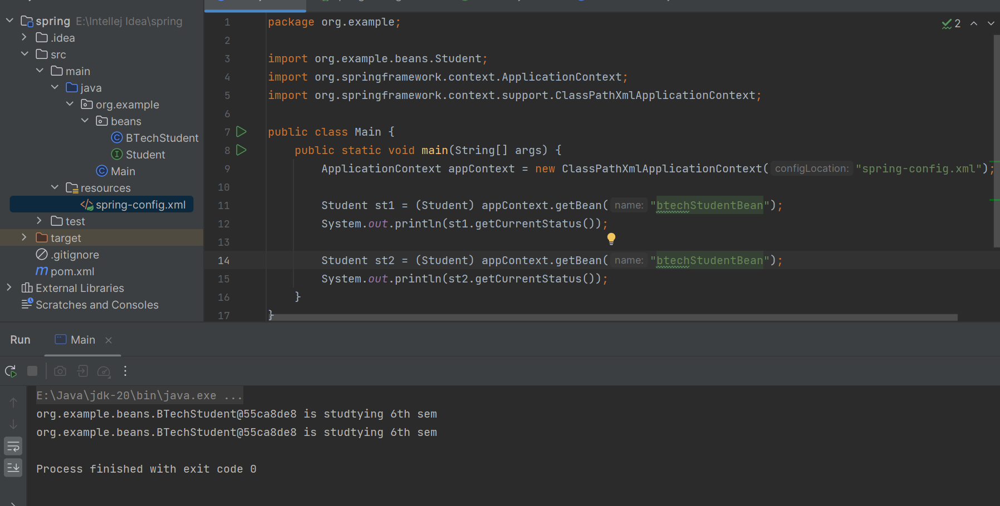 spring E:\Intellej Idea\spring
.idea
src
main
java
org.example
beans
BTechStudent
Student
Main
resources
spring-config.xml
test
target
.gitignore
pom.xml
External Libraries
Scratches and Consoles
2
1 package org.example;
2
3 import org.example.beans.Student;
4 import org.springframework.context.ApplicationContext;
5 import org.springframework.context.support.ClassPathXmlApplicationContext;
6
7 public class Main {
8 public static void main(String[] args) {
9 ApplicationContext appContext = new ClassPathXmlApplicationContext( configLocation: "spring-config.xml");
10
11 Student st1 = (Student) appContext.getBean( name: "btechStudentBean");
12 System.out.println(st1.getCurrentStatus());
13
14 Student st2 = (Student) appContext.getBean( name: "btechStudentBean");
15 System.out.println(st2.getCurrentStatus());
16 }
17 }
Run Main
E:\Java\jdk-20\bin\java.exe ...
org.example.beans.BTechStudent@55ca8de8 is studtying 6th sem
org.example.beans.BTechStudent@55ca8de8 is studtying 6th sem
Process finished with exit code 0